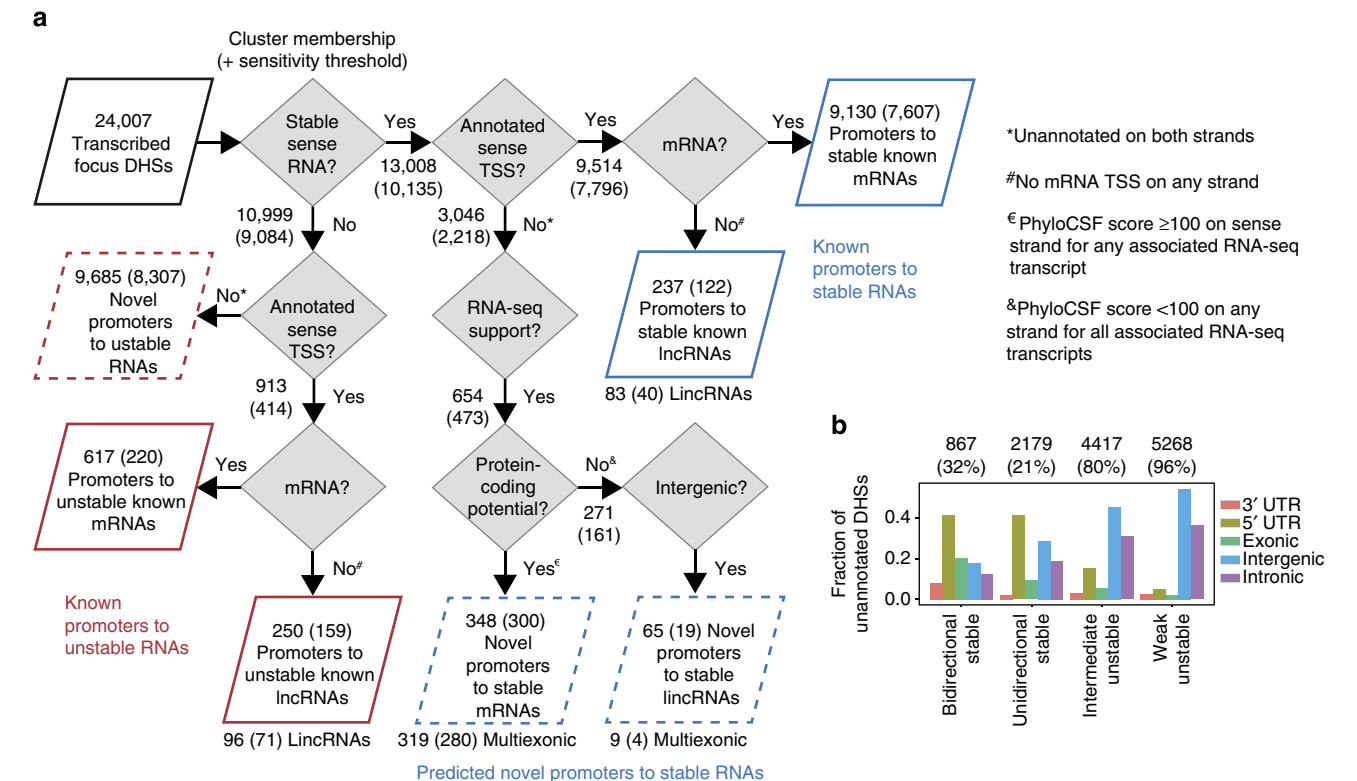 a
Cluster membership
(+ sensitivity threshold)
24,007
Transcribed
focus DHSs
Stable
sense
RNA?
Yes
13,008
(10,135)
Annotated
sense
TSS?
Yes
9,514
(7,796)
mRNA?
Yes
9,130 (7,607)
Promoters to
stable known
mRNAs
*Unannotated on both strands
#No mRNA TSS on any strand
€PhyloCSF score ≥100 on sense
strand for any associated RNA-seq
transcript
&PhyloCSF score <100 on any
strand for all associated RNA-seq
transcripts
10,999
(9,084)
No
3,046
(2,218)
No*
No#
Known
promoters to
stable RNAs
9,685 (8,307)
Novel
promoters
to ustable
RNAs
No*
Annotated
sense
TSS?
RNA-seq
support?
237 (122)
Promoters to
stable known
lncRNAs
83 (40) LincRNAs
913
(414)
Yes
654
(473)
Yes
617 (220)
Promoters to
unstable known
mRNAs
Yes
mRNA?
Protein-
coding
potential?
No&
271
(161)
Intergenic?
No#
Yes€
Yes
Known
promoters to
unstable RNAs
250 (159)
Promoters to
unstable known
lncRNAs
96 (71) LincRNAs
348 (300)
Novel
promoters
to stable
mRNAs
319 (280) Multiexonic
65 (19) Novel
promoters
to stable
lincRNAs
9 (4) Multiexonic
Predicted novel promoters to stable RNAs
b
867 2179 4417 5268
(32%) (21%) (80%) (96%)
Fraction of
unannotated DHSs
0.4
0.2
0.0
3′ UTR
5′ UTR
Exonic
Intergenic
Intronic
Bidirectional
stable
Unidirectional
stable
Intermediate
unstable
Weak
unstable